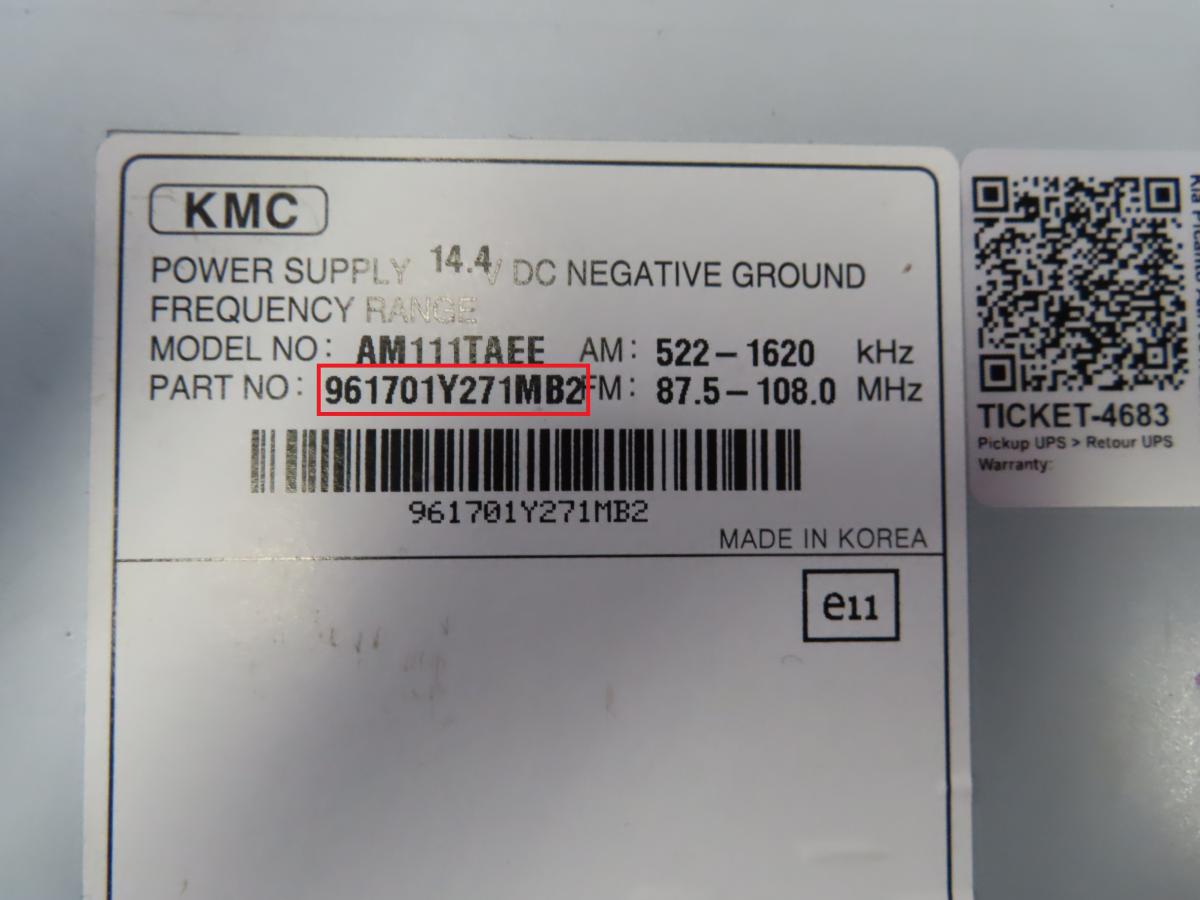 KMC
POWER SUPPLY 14.4V DC NEGATIVE GROUND
FREQUENCY RANGE
MODEL NO: AM111TAEE AM: 522-1620 kHz
PART NO: 961701Y271MB2 FM: 87.5-108.0 MHz
961701Y271MB2
MADE IN KOREA
e11
TICKET-4683
Pickup UPS > Retour UPS
Warranty: